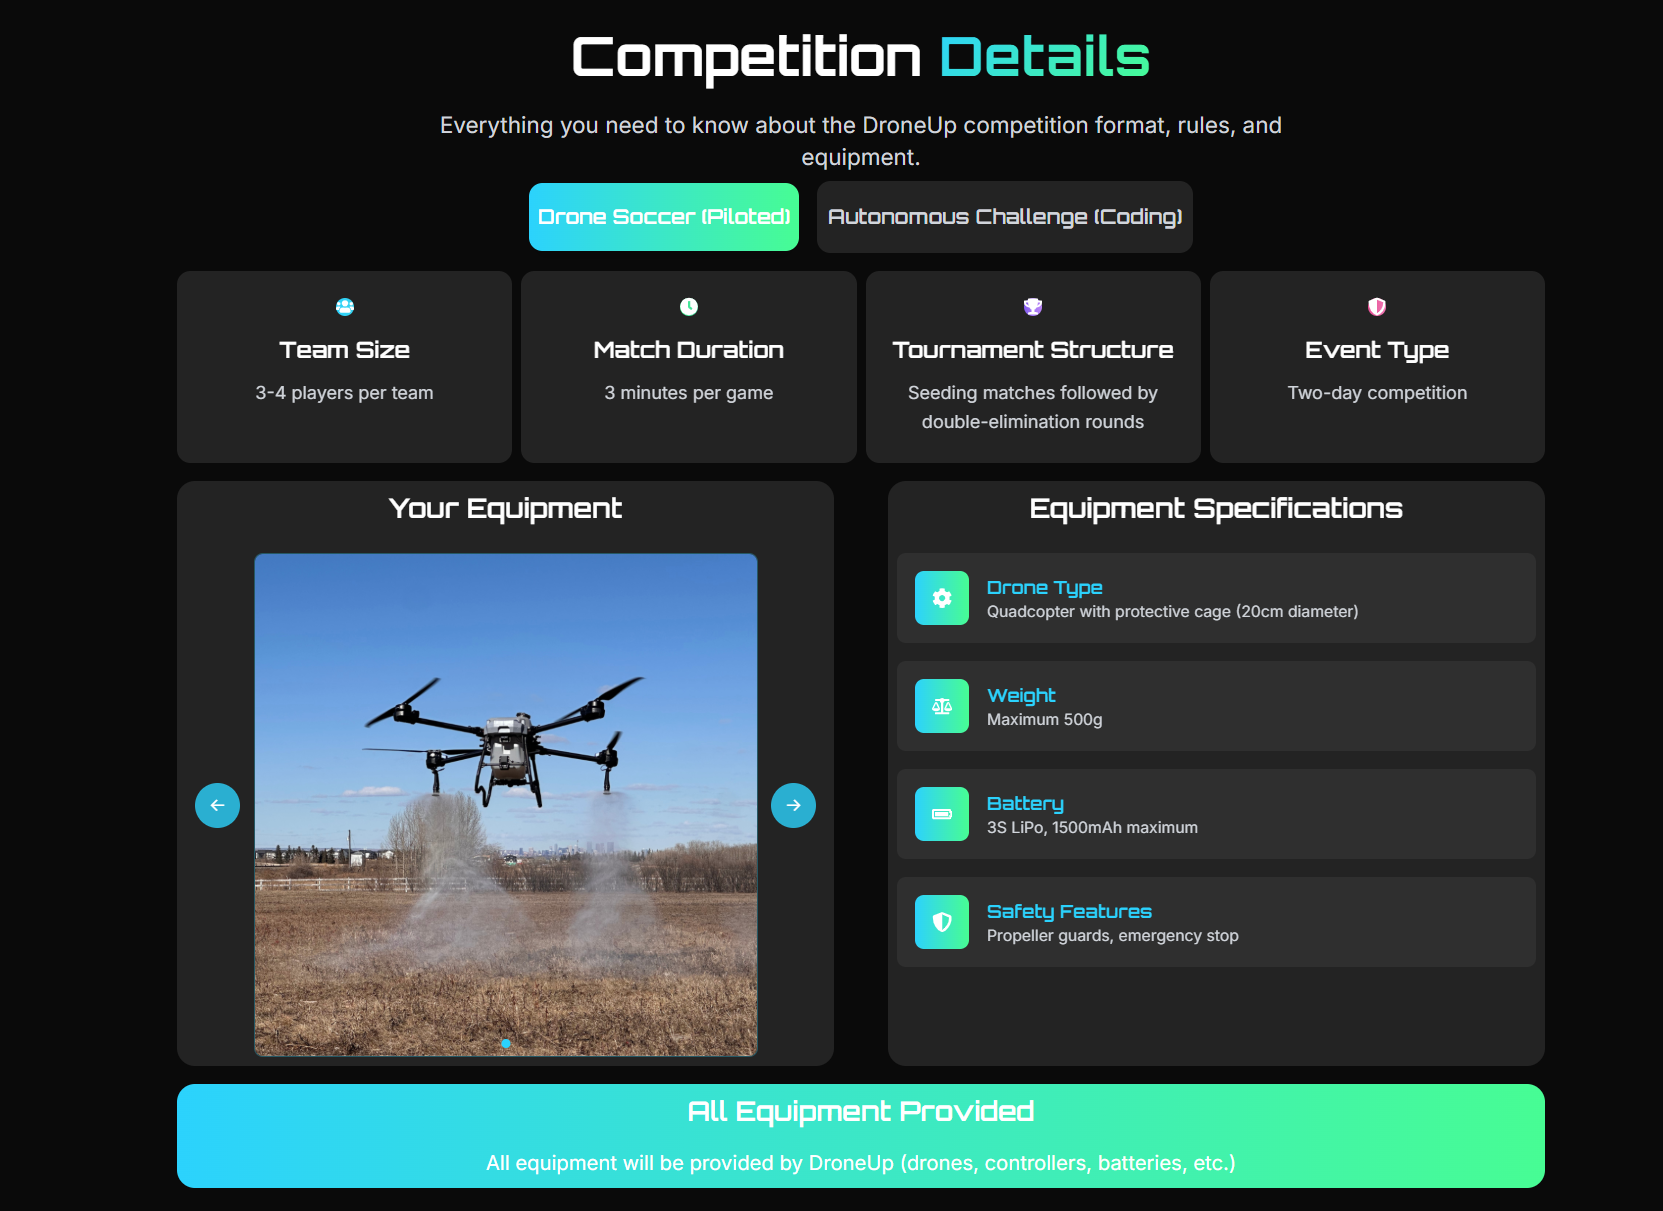 Competition Details
Everything you need to know about the DroneUp competition format, rules, and
equipment.
Drone Soccer (Piloted)
Autonomous Challenge (Coding)
Team Size
3-4 players per team
Match Duration
3 minutes per game
Tournament Structure
Seeding matches followed by
double-elimination rounds
Event Type
Two-day competition
Your Equipment
Equipment Specifications
Drone Type
Quadcopter with protective cage (20cm diameter)
Weight
Maximum 500g
Battery
3S LiPo, 1500mAh maximum
Safety Features
Propeller guards, emergency stop
All Equipment Provided
All equipment will be provided by DroneUp (drones, controllers, batteries, etc.)